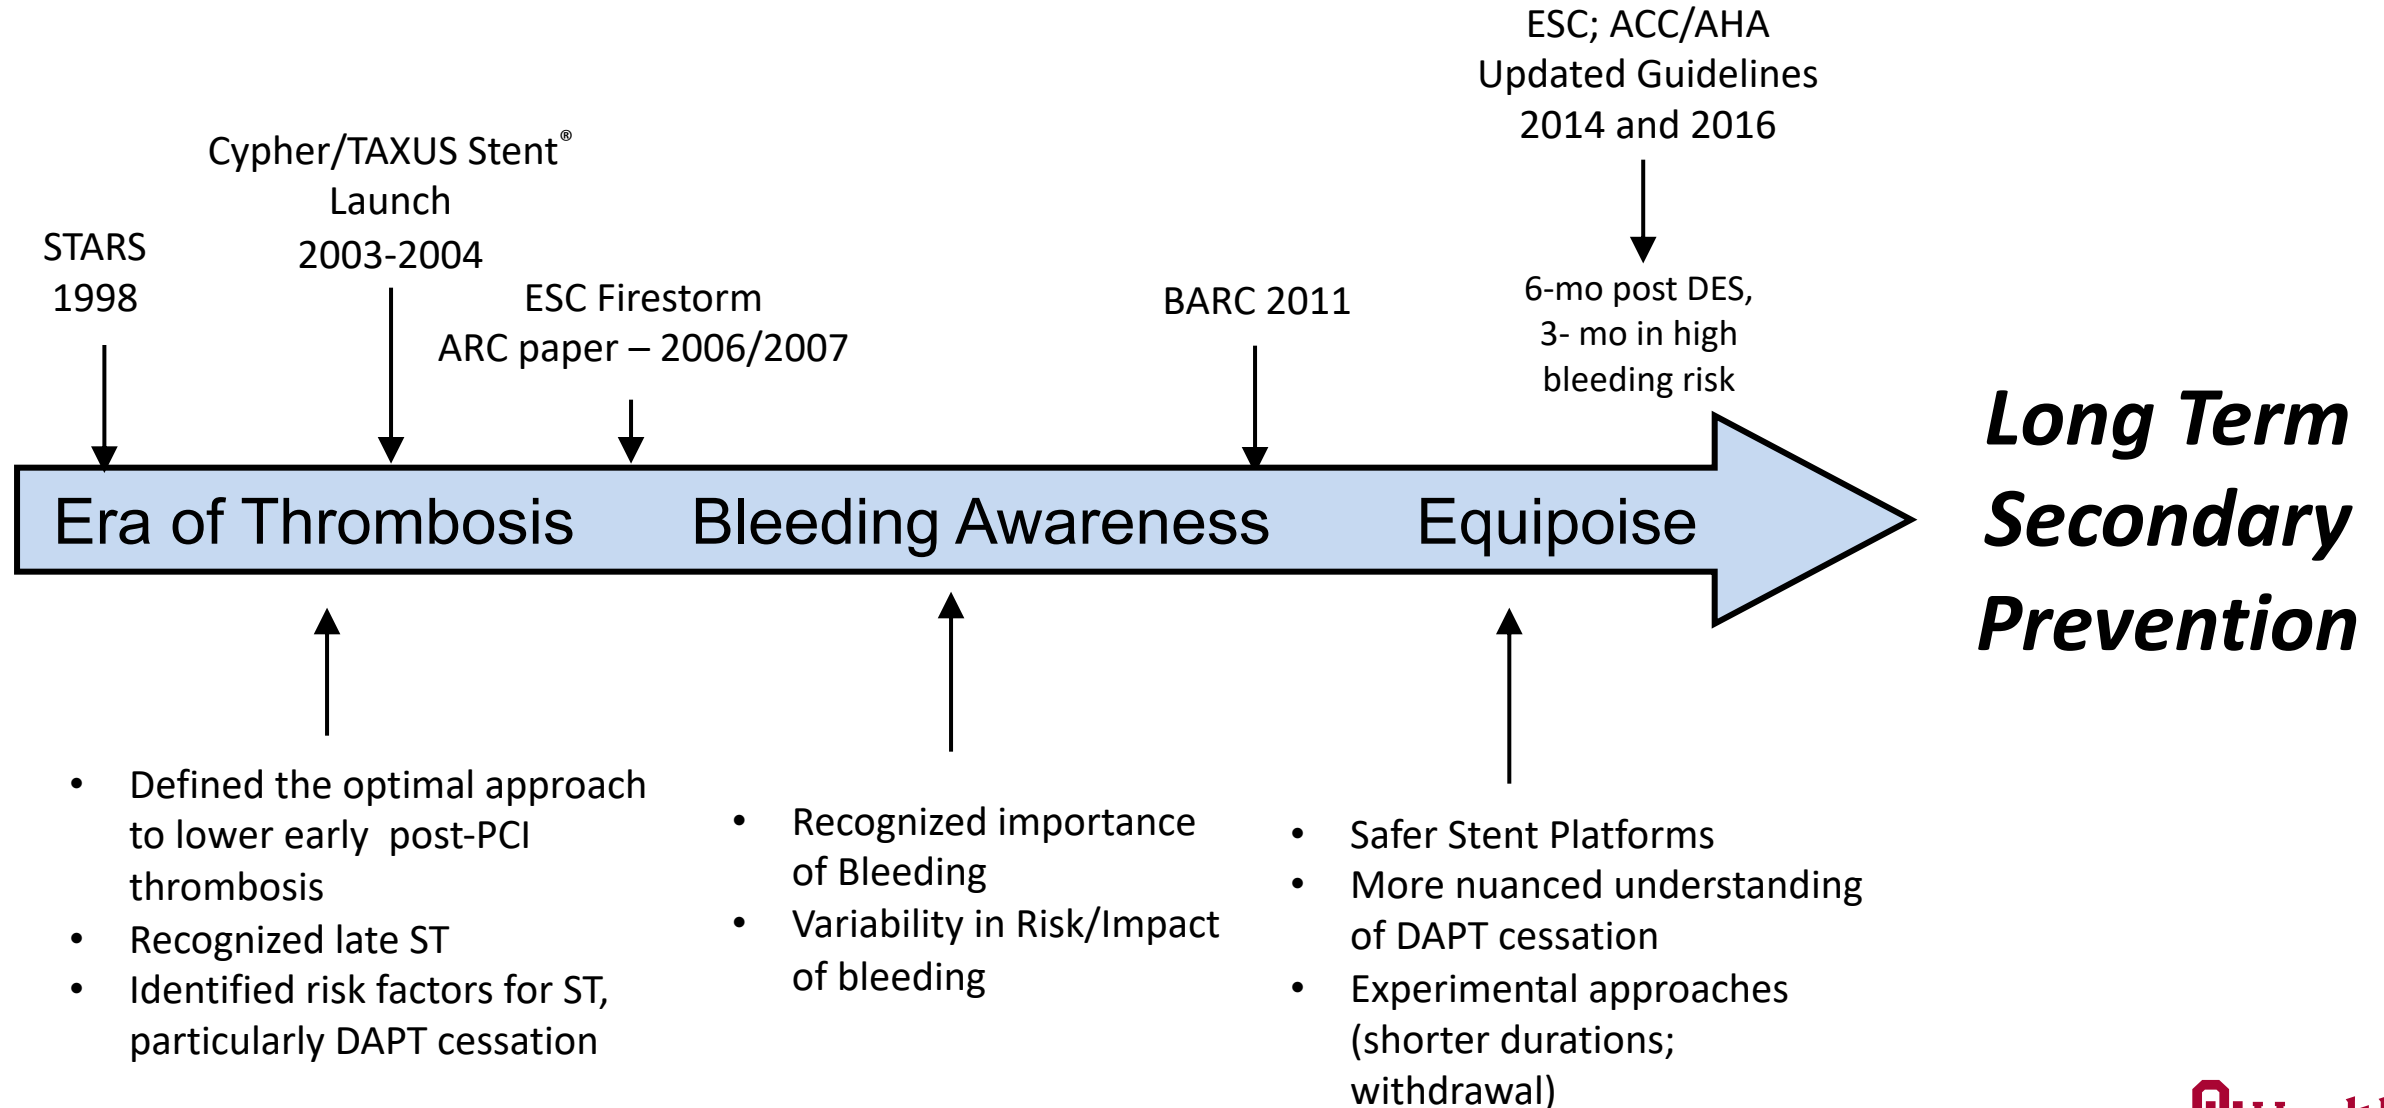 ESC; ACC/AHA
Updated Guidelines
2014 and 2016
Cypher/TAXUS Stent®
Launch
2003-2004
STARS
1998
ESC Firestorm
ARC paper – 2006/2007
BARC 2011
6-mo post DES,
3- mo in high
bleeding risk
Era of Thrombosis
Bleeding Awareness
Equipoise
Long Term
Secondary
Prevention
• Defined the optimal approach
to lower early post-PCI
thrombosis
• Recognized late ST
• Identified risk factors for ST,
particularly DAPT cessation
• Recognized importance
of Bleeding
• Variability in Risk/Impact
of bleeding
• Safer Stent Platforms
• More nuanced understanding
of DAPT cessation
• Experimental approaches
(shorter durations;
withdrawal)